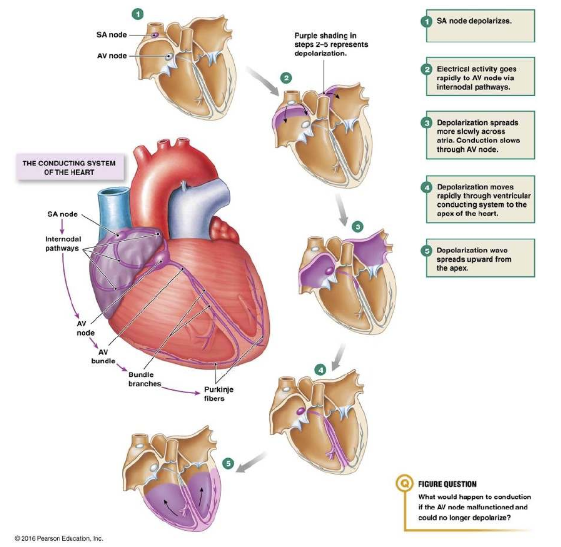 1
SA node
AV node
Purple shading in
steps 2–5 represents
depolarization.
2
THE CONDUCTING SYSTEM
OF THE HEART
SA node
Internodal
pathways
AV
node
AV
bundle
Bundle
branches
Purkinje
fibers
3
4
5
1 SA node depolarizes.
2 Electrical activity goes
rapidly to AV node via
internodal pathways.
3 Depolarization spreads
more slowly across
atria. Conduction slows
through AV node.
4 Depolarization moves
rapidly through ventricular
conducting system to the
apex of the heart.
5 Depolarization wave
spreads upward from
the apex.
Q FIGURE QUESTION
What would happen to conduction
if the AV node malfunctioned and
could no longer depolarize?
© 2016 Pearson Education, Inc.